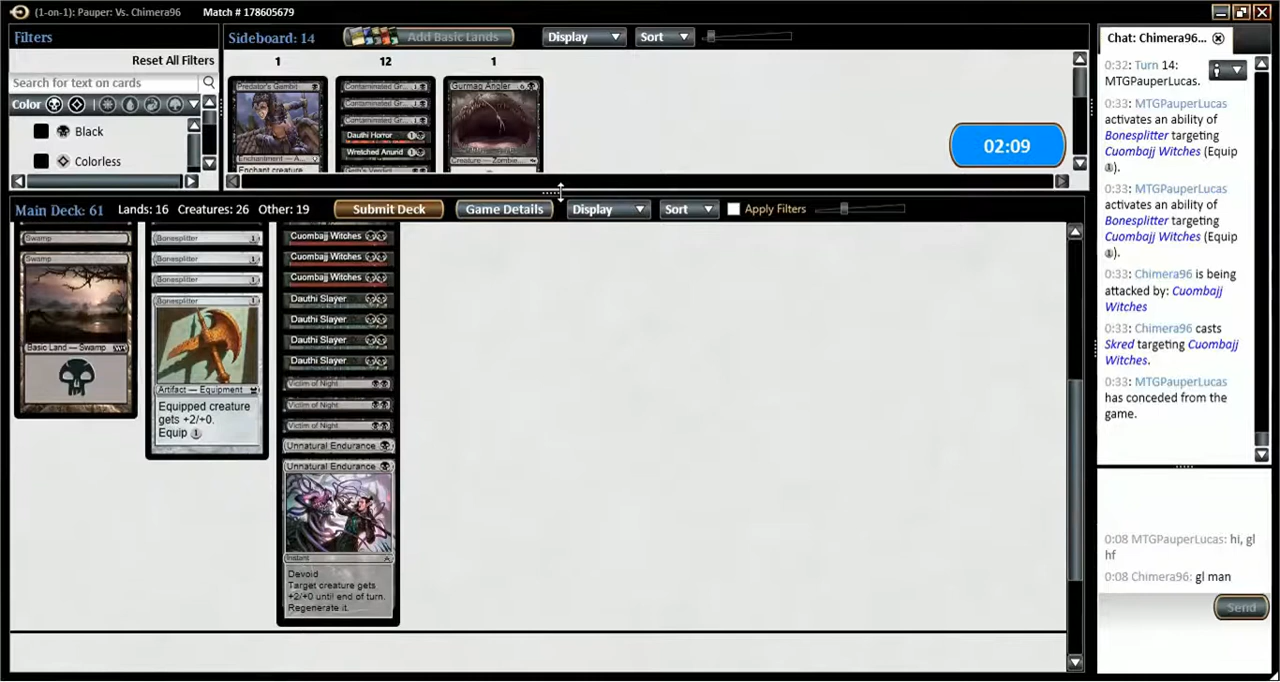 (1-on-1): Pauper: Vs. Chimera96 Match # 178605679
Filters
Reset All Filters
Search for text on cards
Color
Black
Colorless
Sideboard: 14
Add Basic Lands
Display
Sort
1
12
1
Predator's Gambit
Enchantment — A...
Enchant creature
Contaminated Gr...
Contaminated Gr...
Contaminated Gr...
Dauthi Horror
Wretched Anurid
Gurmag Angler
Creature — Zombie...
02:09
Main Deck: 61 Lands: 16 Creatures: 26 Other: 19
Submit Deck
Game Details
Display
Sort
Apply Filters
Swamp
Swamp
Basic Land — Swamp
Bonesplitter
Bonesplitter
Bonesplitter
Bonesplitter
Artifact — Equipment
Equipped creature
gets +2/+0.
Equip 1
Cuombajj Witches
Cuombajj Witches
Cuombajj Witches
Dauthi Slayer
Dauthi Slayer
Dauthi Slayer
Dauthi Slayer
Victim of Night
Victim of Night
Victim of Night
Unnatural Endurance
Unnatural Endurance
Instant
Devoid
Target creature gets
+2/+0 until end of turn.
Regenerate it.
Chat: Chimera96...
0:32: Turn 14:
MTGPauperLucas.
0:33: MTGPauperLucas
activates an ability of
Bonesplitter targeting
Cuombajj Witches (Equip
1).
0:33: MTGPauperLucas
activates an ability of
Bonesplitter targeting
Cuombajj Witches (Equip
1).
0:33: Chimera96 is being
attacked by: Cuombajj
Witches
0:33: Chimera96 casts
Skred targeting Cuombajj
Witches.
0:33: MTGPauperLucas
has conceded from the
game.
0:08 MTGPauperLucas: hi, gl
hf
0:08 Chimera96: gl man
Send